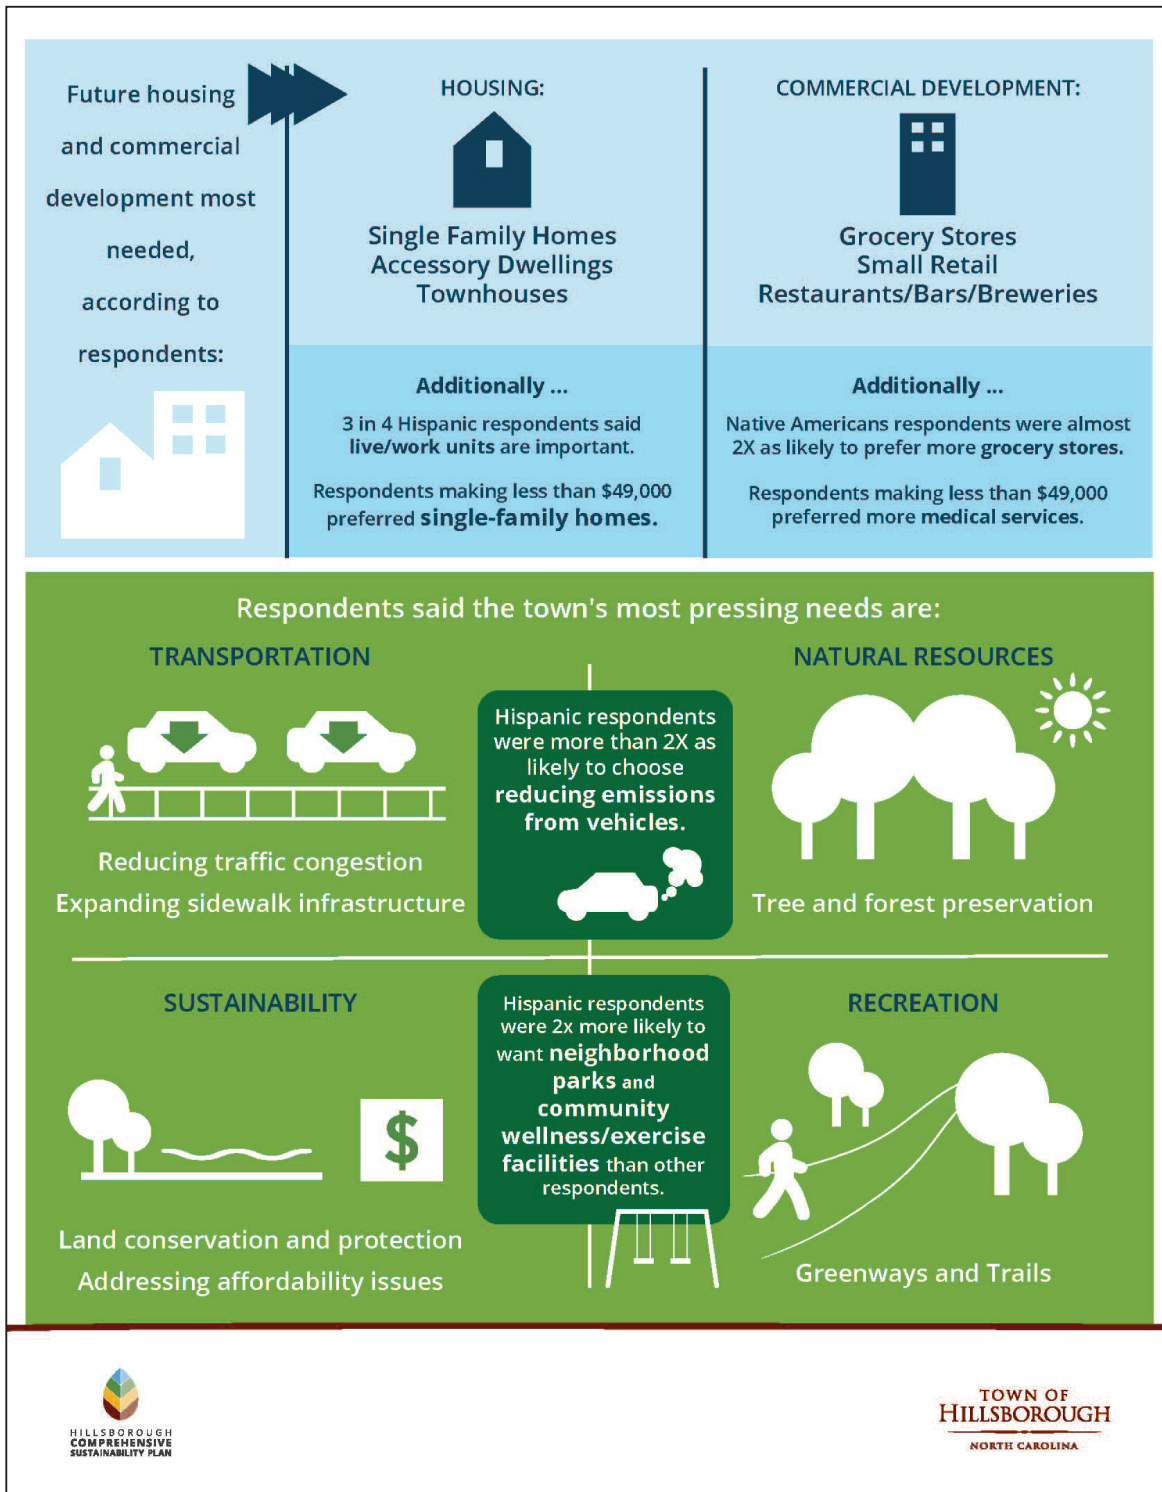 Future housing
and commercial
development most
needed,
according to
respondents:
HOUSING:
Single Family Homes
Accessory Dwellings
Townhouses
Additionally ...
3 in 4 Hispanic respondents said
live/work units are important.
Respondents making less than $49,000
preferred single-family homes.
COMMERCIAL DEVELOPMENT:
Grocery Stores
Small Retail
Restaurants/Bars/Breweries
Additionally ...
Native Americans respondents were almost
2X as likely to prefer more grocery stores.
Respondents making less than $49,000
preferred more medical services.
Respondents said the town's most pressing needs are:
TRANSPORTATION
Reducing traffic congestion
Expanding sidewalk infrastructure
Hispanic respondents
were more than 2X as
likely to choose
reducing emissions
from vehicles.
NATURAL RESOURCES
Tree and forest preservation
SUSTAINABILITY
$
Land conservation and protection
Addressing affordability issues
Hispanic respondents
were 2x more likely to
want neighborhood
parks and
community
wellness/exercise
facilities than other
respondents.
RECREATION
Greenways and Trails
HILLSBOROUGH
COMPREHENSIVE
SUSTAINABILITY PLAN
TOWN OF
HILLSBOROUGH
NORTH CAROLINA